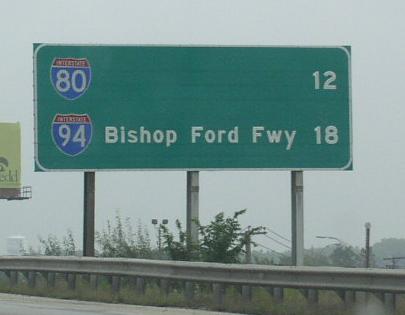 INTERSTATE 80 12
INTERSTATE 94 Bishop Ford Fwy 18